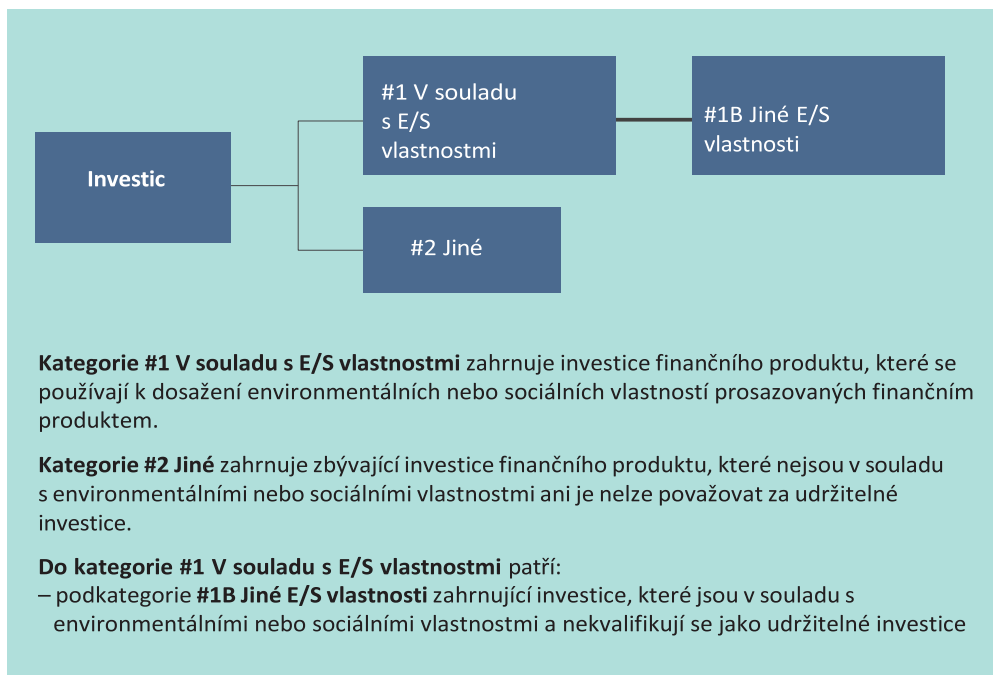 Investic
#1 V souladu
s E/S
vlastnostmi
#1B Jiné E/S
vlastnosti
#2 Jiné
Kategorie #1 V souladu s E/S vlastnostmi zahrnuje investice finančního produktu, které se
používají k dosažení environmentálních nebo sociálních vlastností prosazovaných finančním
produktem.
Kategorie #2 Jiné zahrnuje zbývající investice finančního produktu, které nejsou v souladu
s environmentálními nebo sociálními vlastnostmi ani je nelze považovat za udržitelné
investice.
Do kategorie #1 V souladu s E/S vlastnostmi patří:
– podkategorie #1B Jiné E/S vlastnosti zahrnující investice, které jsou v souladu s
environmentálními nebo sociálními vlastnostmi a nekvalifikují se jako udržitelné investice